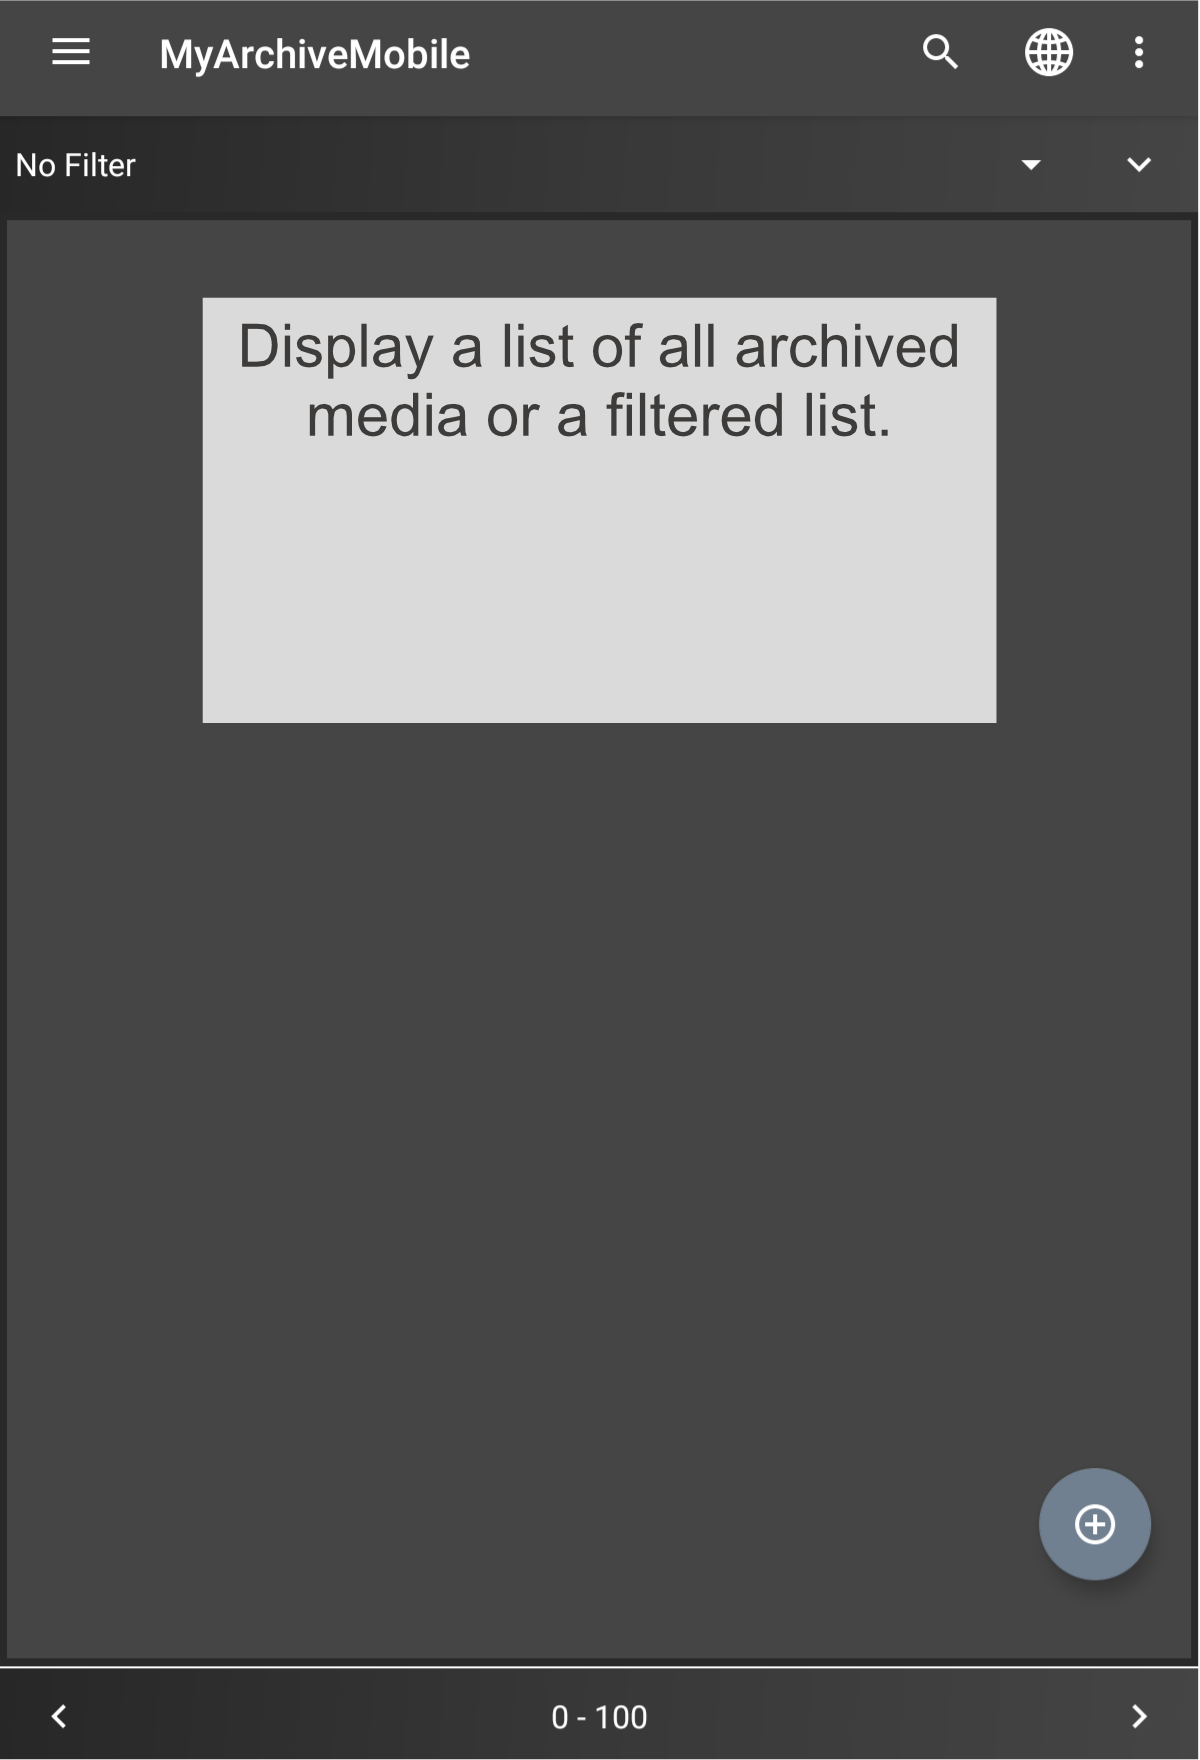 MyArchiveMobile
No Filter
Display a list of all archived
media or a filtered list.
0 - 100